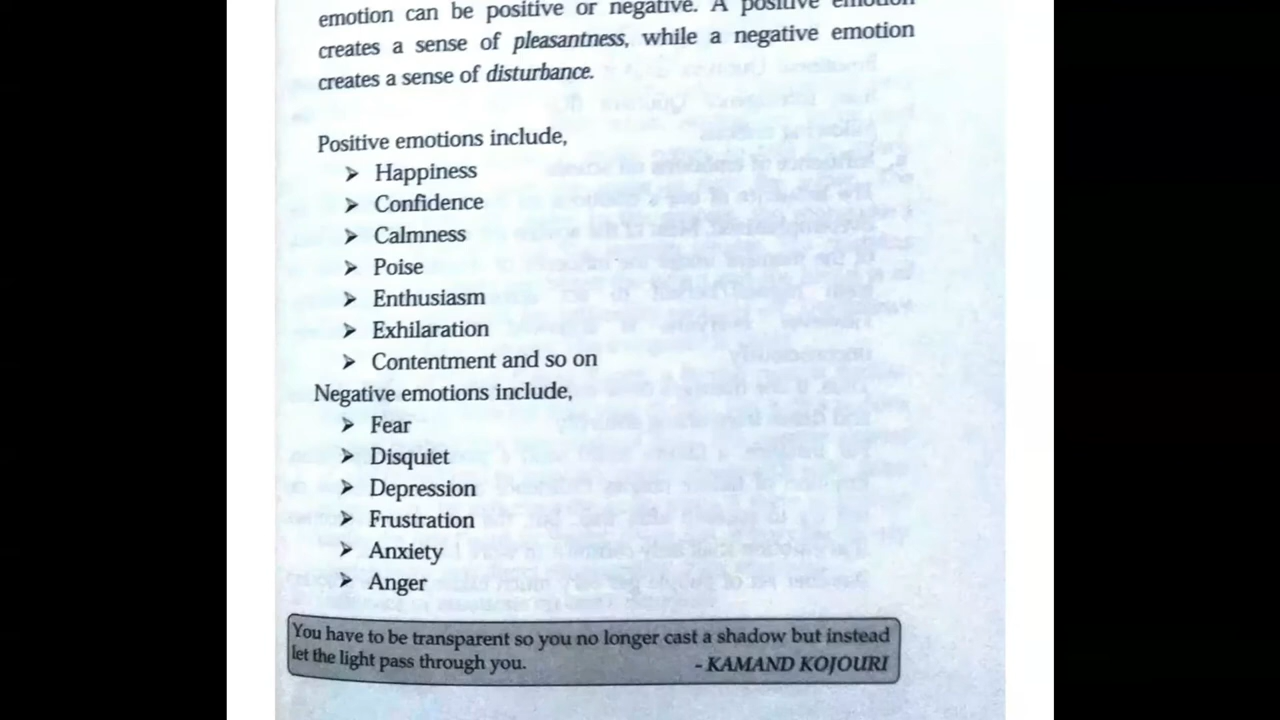 emotion can be positive or negative. A positive emotion
creates a sense of pleasantness, while a negative emotion
creates a sense of disturbance.
Positive emotions include,
➤ Happiness
➤ Confidence
➤ Calmness
➤ Poise
➤ Enthusiasm
➤ Exhilaration
➤ Contentment and so on
Negative emotions include,
➤ Fear
➤ Disquiet
➤ Depression
➤ Frustration
➤ Anxiety
➤ Anger
You have to be transparent so you no longer cast a shadow but instead
let the light pass through you. - KAMAND KOJOURI